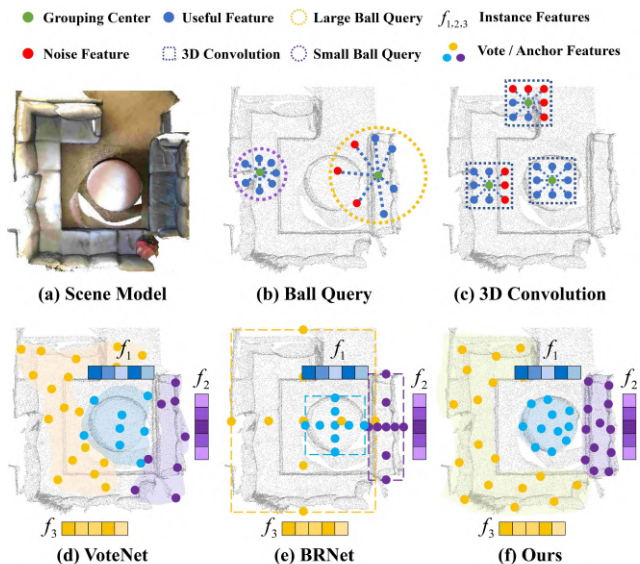 Grouping Center Useful Feature Large Ball Query f1,2,3 Instance Features
Noise Feature 3D Convolution Small Ball Query Vote / Anchor Features
(a) Scene Model (b) Ball Query (c) 3D Convolution
f1 f1 f1
f2 f2 f2
f3 f3 f3
(d) VoteNet (e) BRNet (f) Ours